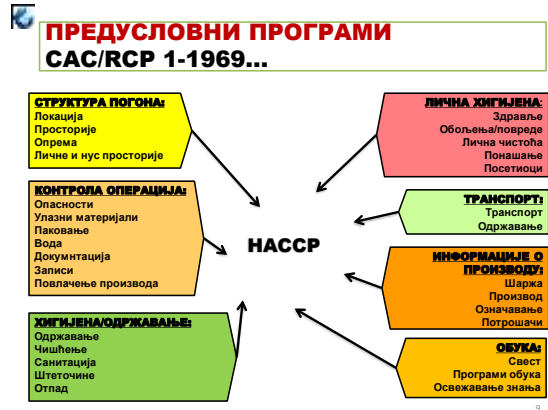 ПРЕДУСЛОВНИ ПРОГРАМИ
CAC/RCP 1-1969...
СТРУКТУРА ПОГОНА:
Локација
Просторије
Опрема
Личне и нус просторије
КОНТРОЛА ОПЕРАЦИЈА:
Опасности
Улазни материјали
Паковање
Вода
Докумнтација
Записи
Повлачење производа
ХИГИЈЕНА/ОДРЖАВАЊЕ:
Одржавање
Чишћење
Санитација
Штеточине
Отпад
HACCP
ЛИЧНА ХИГИЈЕНА:
Здравље
Обољења/повреде
Лична чистоћа
Понашање
Посетиоци
ТРАНСПОРТ:
Транспорт
Одржавање
ИНФОРМАЦИЈЕ О
ПРОИЗВОДУ:
Шаржа
Производ
Означавање
Потрошачи
ОБУКА:
Свест
Програми обука
Освежавање знања
9